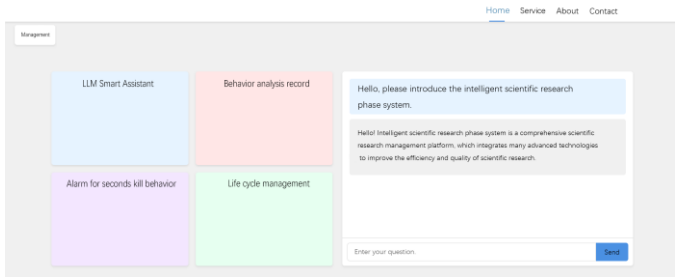 Home Service About Contact
Management
LLM Smart Assistant
Behavior analysis record
Alarm for seconds kill behavior
Life cycle management
Hello, please introduce the intelligent scientific research
phase system.
Hello! Intelligent scientific research phase system is a comprehensive scientific
research management platform, which integrates many advanced technologies
to improve the efficiency and quality of scientific research.
Enter your question.
Send